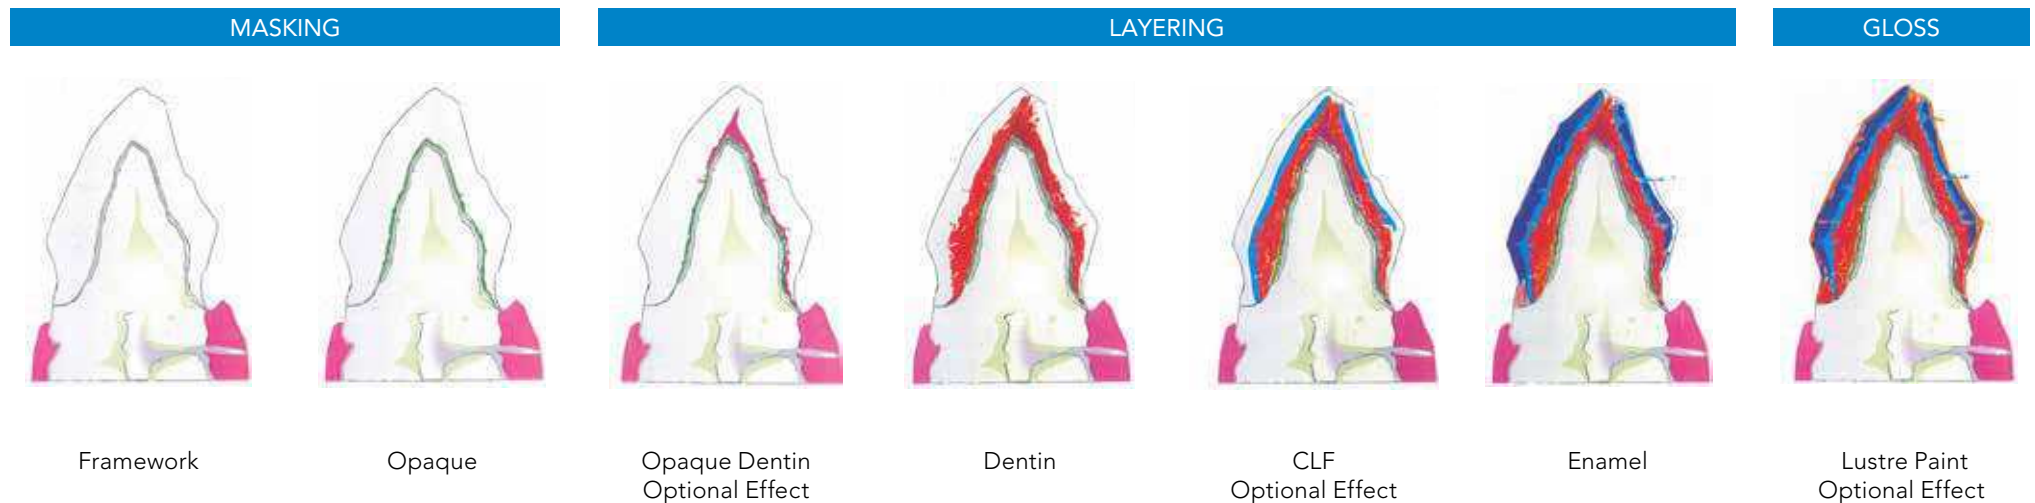 MASKING
LAYERING
GLOSS
Framework
Opaque
Opaque Dentin
Optional Effect
Dentin
CLF
Optional Effect
Enamel
Lustre Paint
Optional Effect